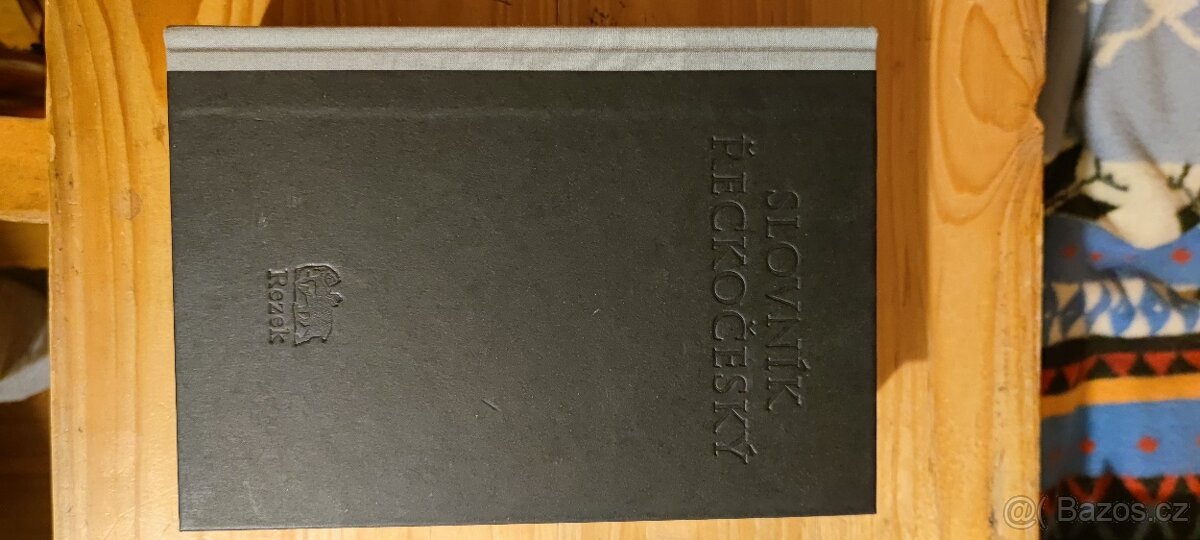 SLOVNÍK
ŘECKOČESKÝ
Rezek
@ Bazos.cz